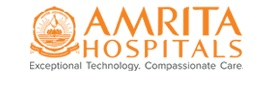 AMRITA
HOSPITALS
Exceptional Technology. Compassionate Care